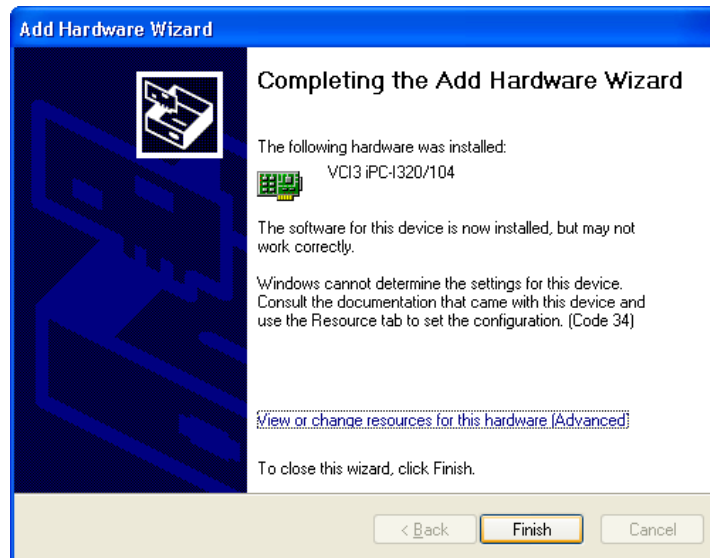 Add Hardware Wizard
Completing the Add Hardware Wizard
The following hardware was installed:
VCI3 iPC-I320/104
The software for this device is now installed, but may not
work correctly.
Windows cannot determine the settings for this device.
Consult the documentation that came with this device and
use the Resource tab to set the configuration. (Code 34)
View or change resources for this hardware (Advanced)
To close this wizard, click Finish.
< Back
Finish
Cancel